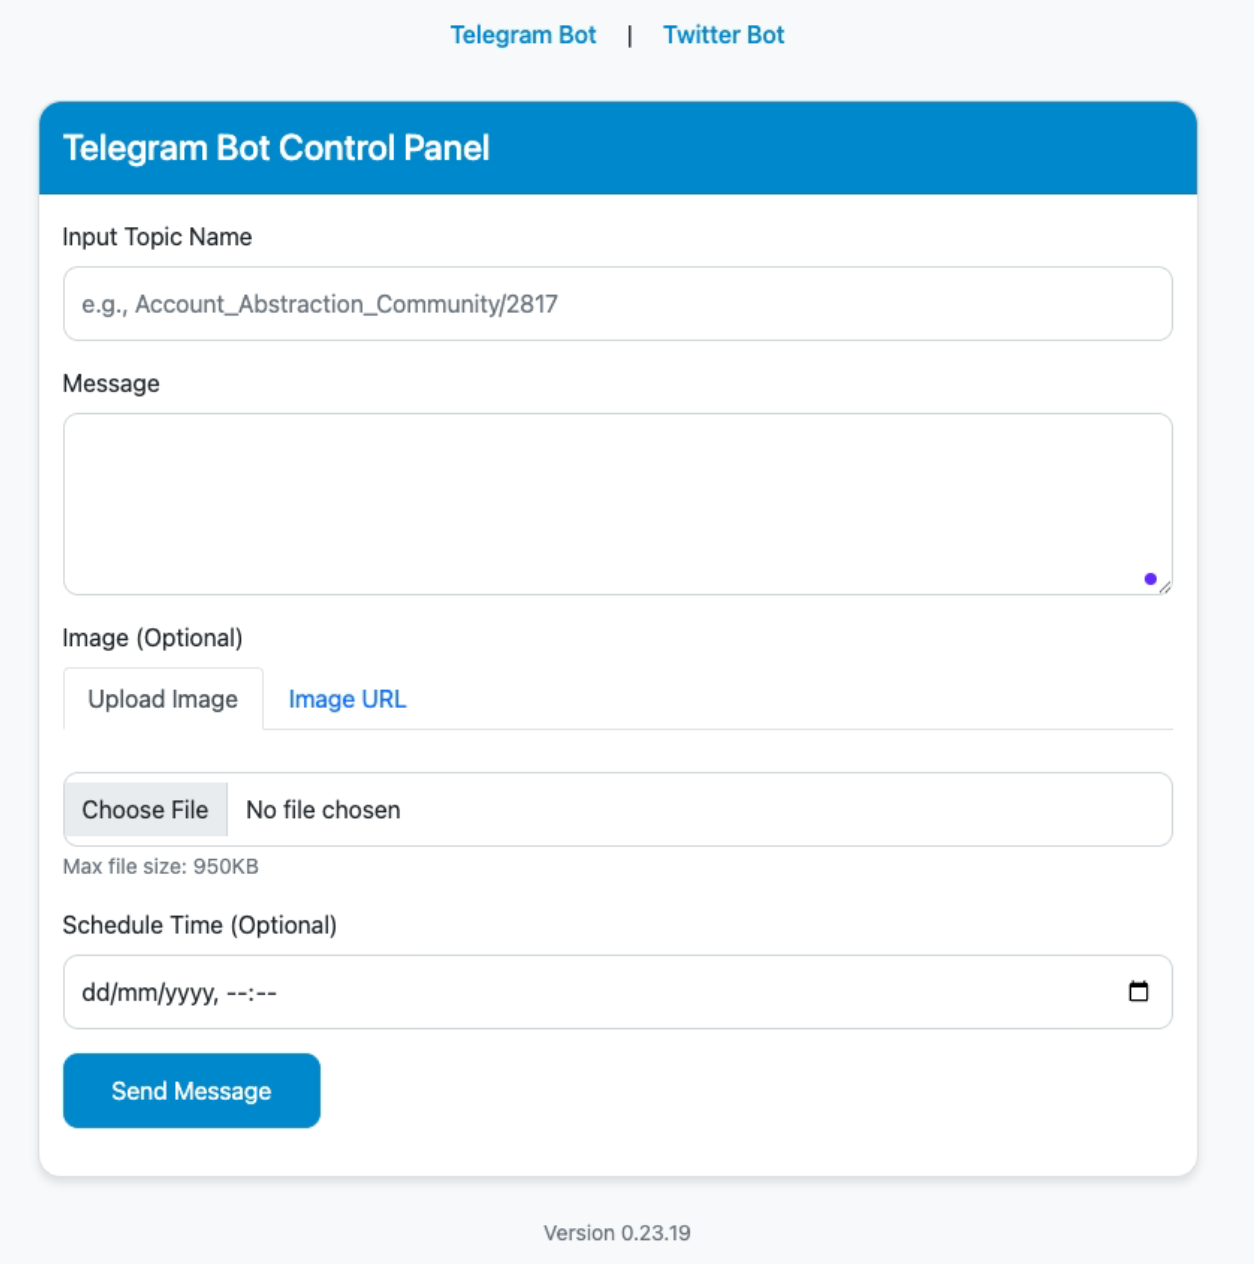 Telegram Bot | Twitter Bot
Telegram Bot Control Panel
Input Topic Name
e.g., Account_Abstraction_Community/2817
Message
Image (Optional)
Upload Image Image URL
Choose File No file chosen
Max file size: 950KB
Schedule Time (Optional)
dd/mm/yyyy, --:--
Send Message
Version 0.23.19